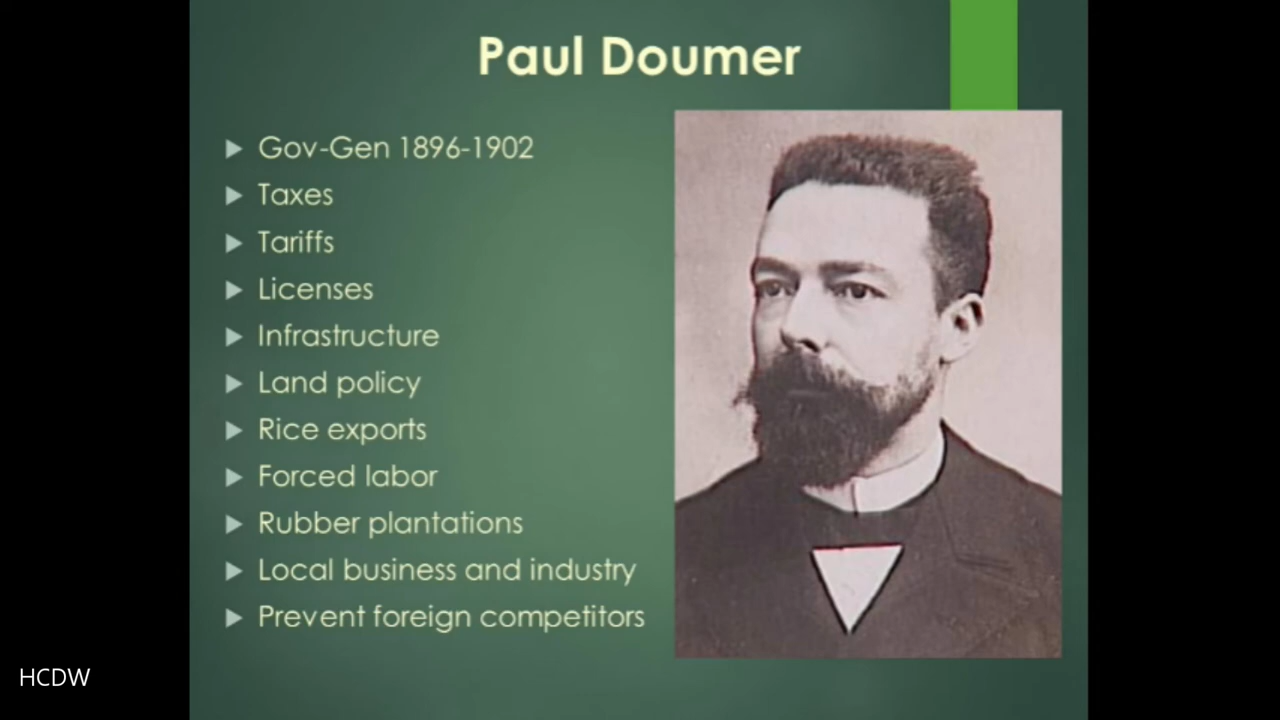 Paul Doumer
Gov-Gen 1896-1902
Taxes
Tariffs
Licenses
Infrastructure
Land policy
Rice exports
Forced labor
Rubber plantations
Local business and industry
Prevent foreign competitors
HCDW